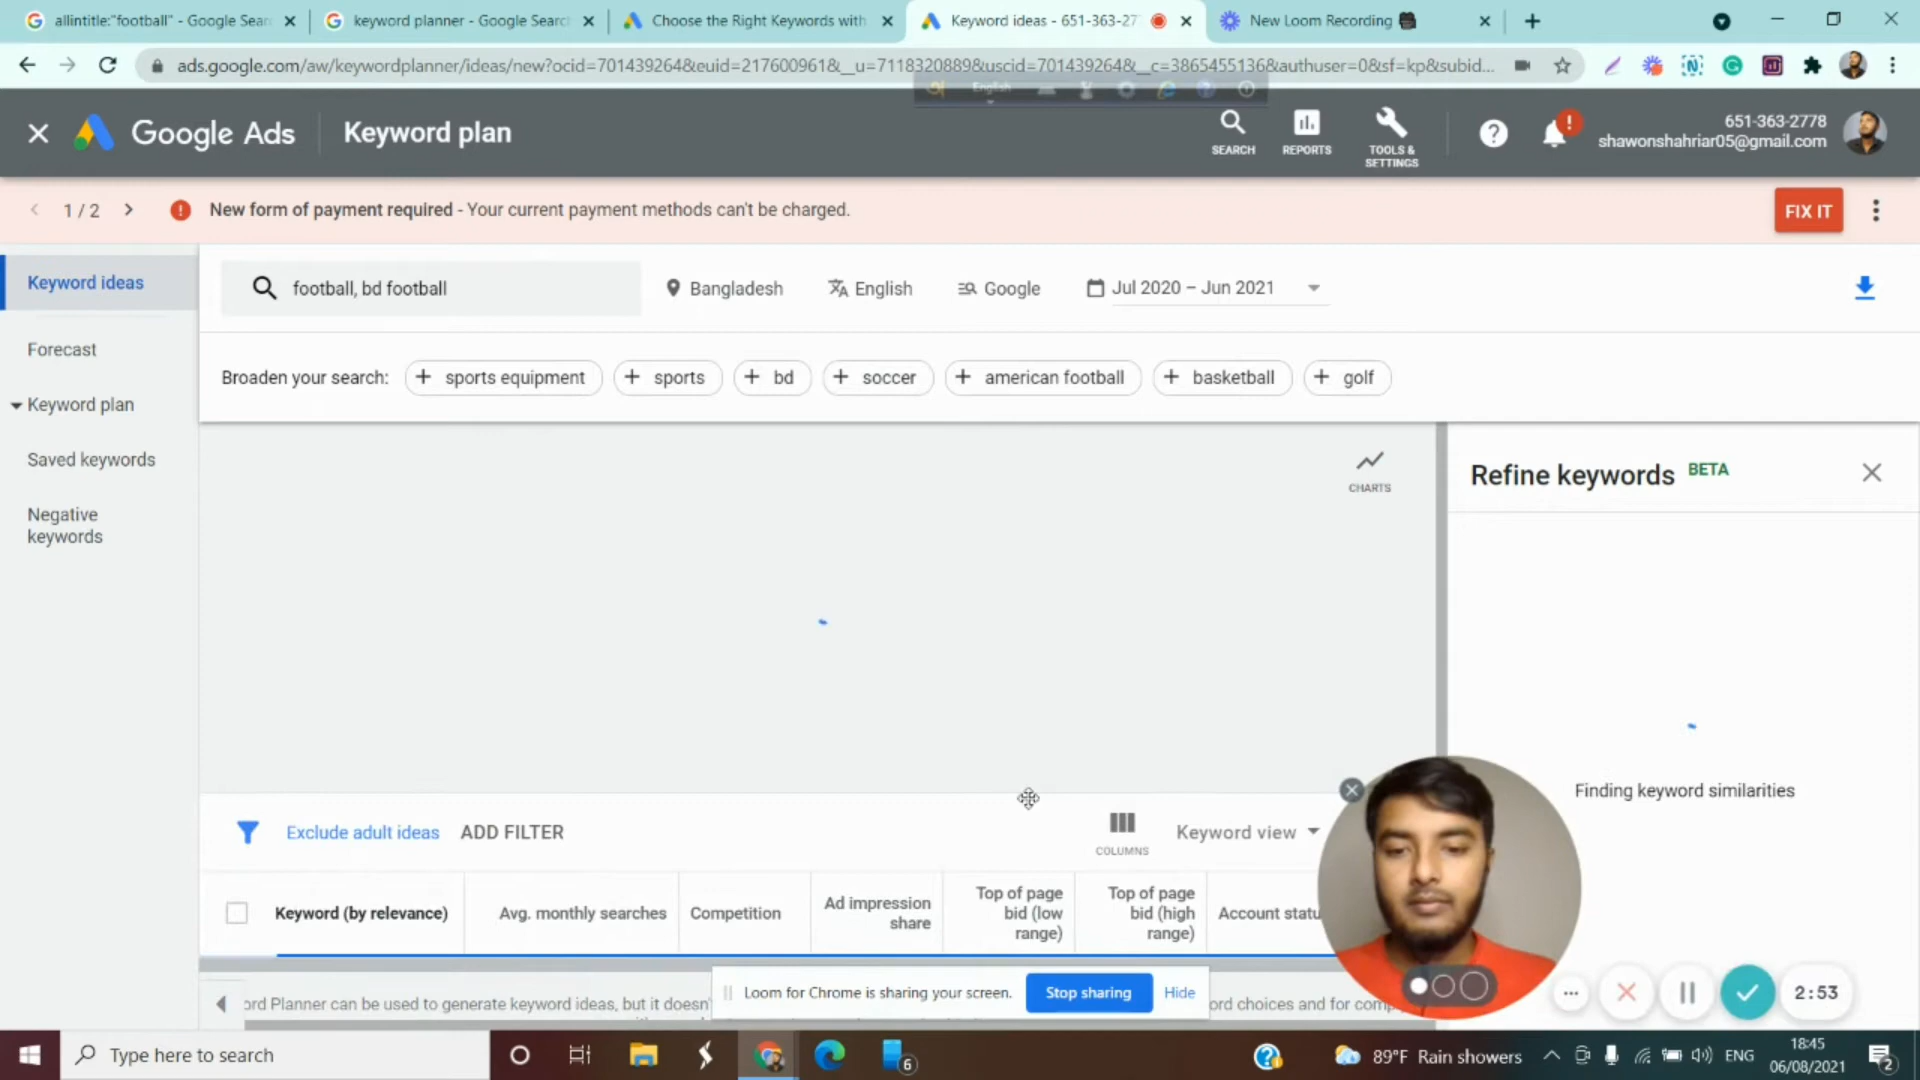 allintitle:"football" - Google Sear
keyword planner - Google Search
Choose the Right Keywords with
Keyword ideas - 651-363-277
New Loom Recording
ads.google.com/aw/keywordplanner/ideas/new?ocid=701439264&euid=217600961&__u=7118320889&uscid=701439264&__c=3865455136&authuser=0&sf=kp&subid...
English
Google Ads
Keyword plan
SEARCH
REPORTS
TOOLS &
SETTINGS
651-363-2778
shawonshahriar05@gmail.com
1 / 2
New form of payment required - Your current payment methods can't be charged.
FIX IT
Keyword ideas
Forecast
Keyword plan
Saved keywords
Negative
keywords
football, bd football
Bangladesh
English
Google
Jul 2020 – Jun 2021
Broaden your search:
sports equipment
sports
bd
soccer
american football
basketball
golf
CHARTS
Refine keywords BETA
Finding keyword similarities
Exclude adult ideas
ADD FILTER
COLUMNS
Keyword view
Keyword (by relevance)
Avg. monthly searches
Competition
Ad impression
share
Top of page
bid (low
range)
Top of page
bid (high
range)
Account statu
ord Planner can be used to generate keyword ideas, but it doesn'
ord choices and for comp
Loom for Chrome is sharing your screen.
Stop sharing
Hide
2:53
Type here to search
6
89°F Rain showers
ENG
18:45
06/08/2021
2